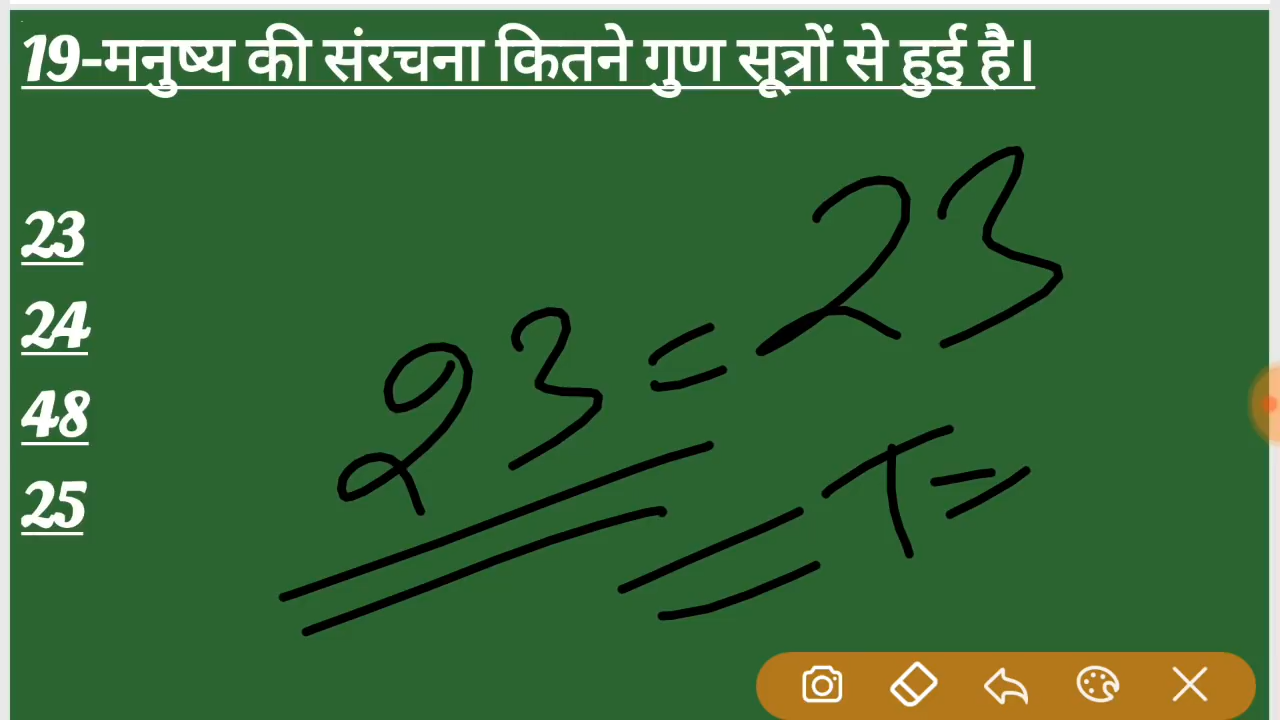 19-मनुष्य की संरचना कितने गुण सूत्रों से हुई है।
23
24
48
25
23 = 23
T =